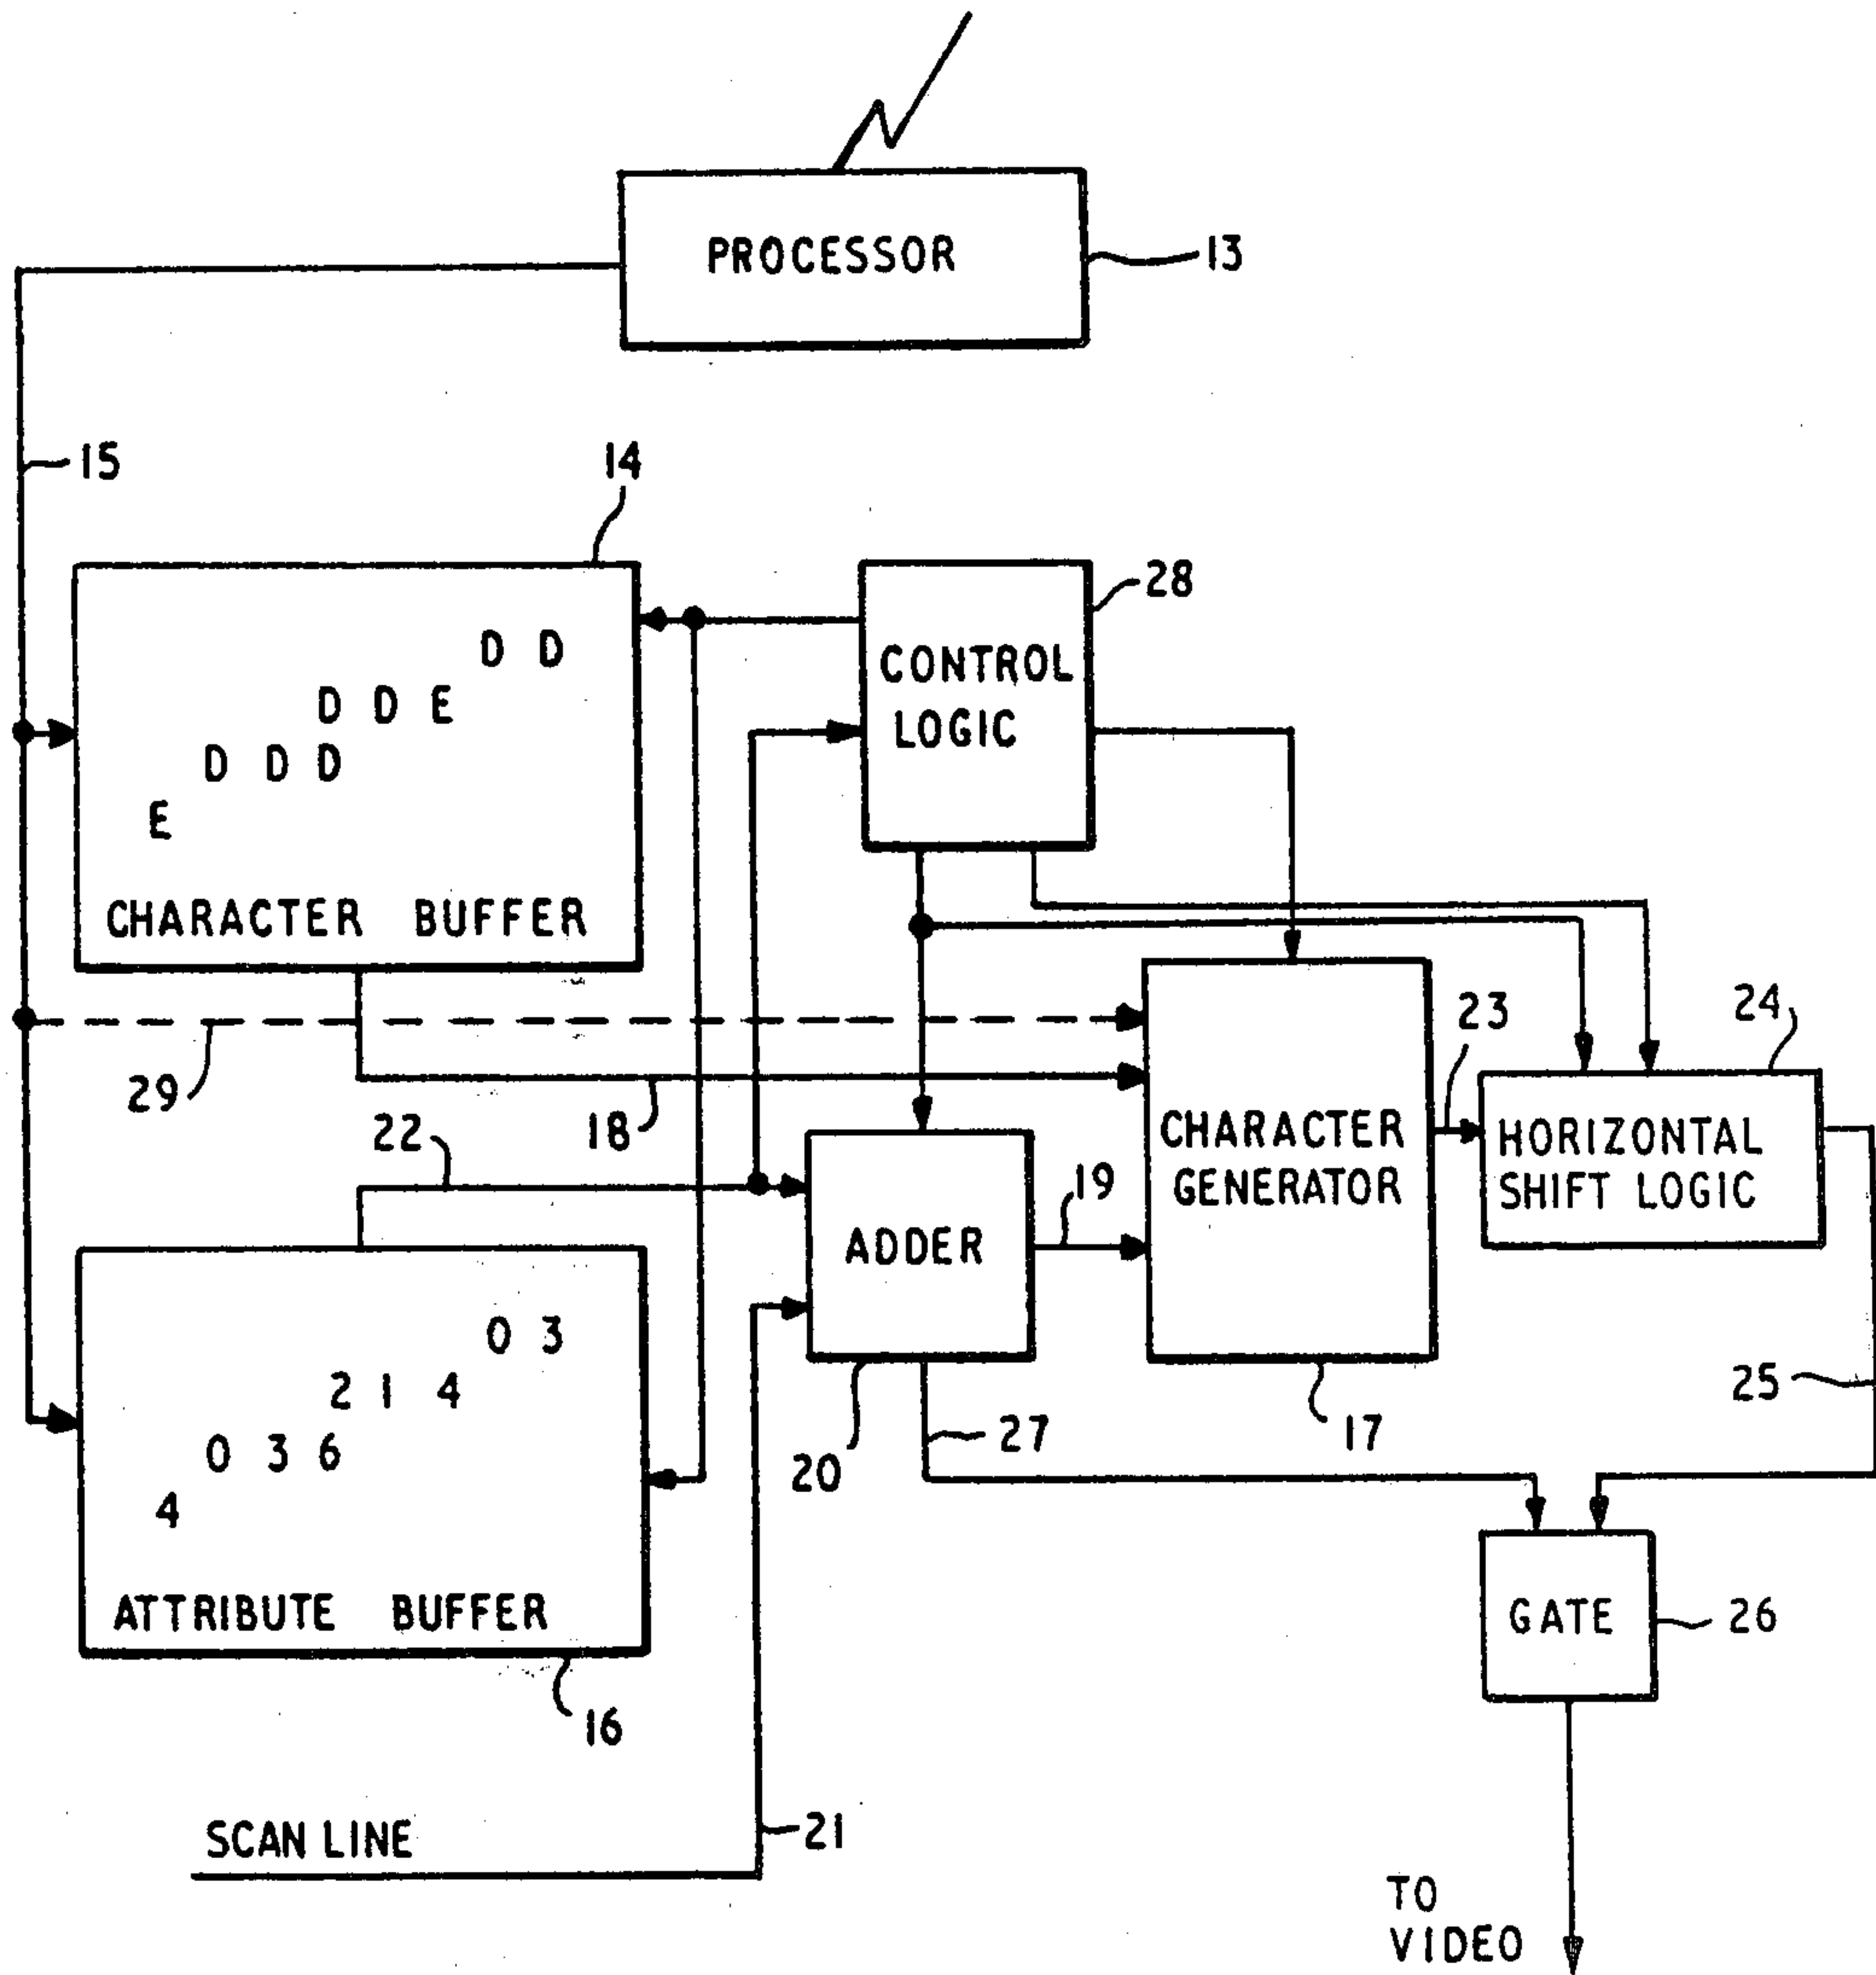 PROCESSOR
13
15
14
28
D D
D D E
D D D
E
CHARACTER BUFFER
CONTROL
LOGIC
29
18
22
23
24
CHARACTER
GENERATOR
HORIZONTAL
SHIFT LOGIC
19
ADDER
0 3
2 1 4
0 3 6
4
ATTRIBUTE BUFFER
16
20
27
17
25
GATE
26
SCAN LINE
21
TO
VIDEO